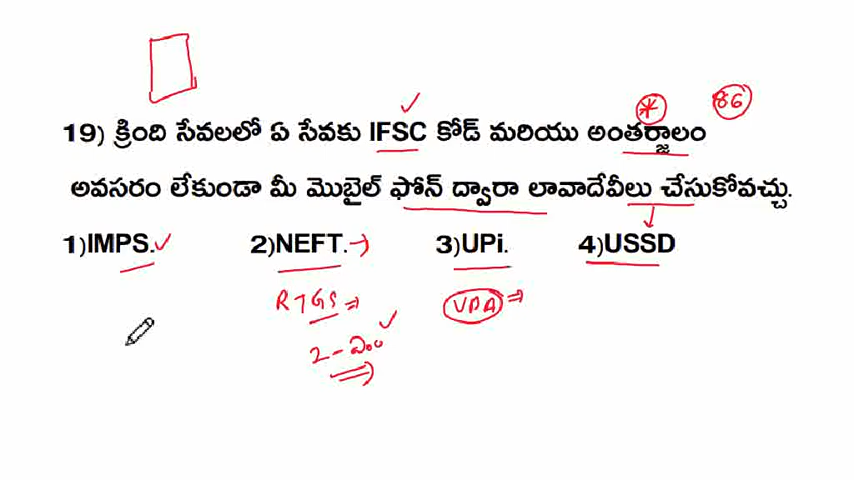 *
86
19) క్రింది సేవలలో ఏ సేవకు IFSC కోడ్ మరియు అంతర్జాలం
అవసరం లేకుండా మీ మొబైల్ ఫోన్ ద్వారా లావాదేవీలు చేసుకోవచ్చు.
1)IMPS. 2)NEFT. 3)UPi. 4)USSD
RTGS ⇒ VPA ⇒
2-